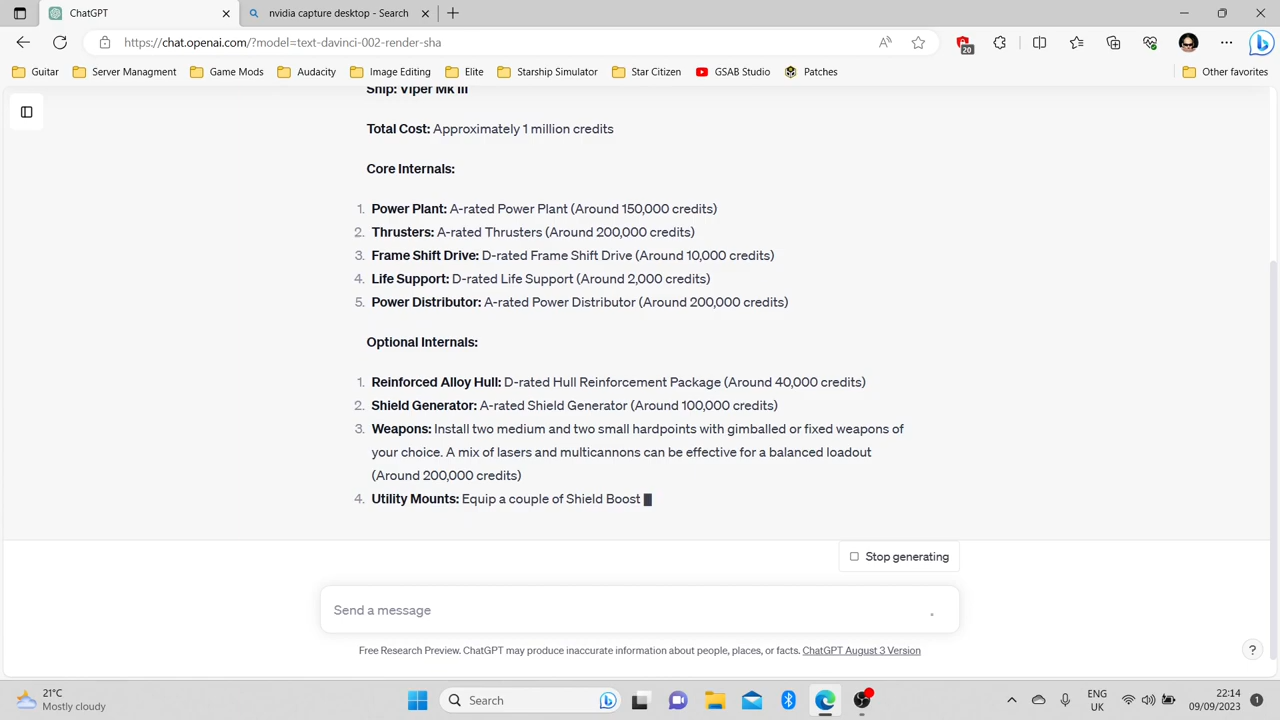 ChatGPT
nvidia capture desktop - Search
https://chat.openai.com/?model=text-davinci-002-render-sha
20
Guitar
Server Managment
Game Mods
Audacity
Image Editing
Elite
Starship Simulator
Star Citizen
GSAB Studio
Patches
Other favorites
Ship: Viper Mk III
Total Cost: Approximately 1 million credits
Core Internals:
1. Power Plant: A-rated Power Plant (Around 150,000 credits)
2. Thrusters: A-rated Thrusters (Around 200,000 credits)
3. Frame Shift Drive: D-rated Frame Shift Drive (Around 10,000 credits)
4. Life Support: D-rated Life Support (Around 2,000 credits)
5. Power Distributor: A-rated Power Distributor (Around 200,000 credits)
Optional Internals:
1. Reinforced Alloy Hull: D-rated Hull Reinforcement Package (Around 40,000 credits)
2. Shield Generator: A-rated Shield Generator (Around 100,000 credits)
3. Weapons: Install two medium and two small hardpoints with gimballed or fixed weapons of
your choice. A mix of lasers and multicannons can be effective for a balanced loadout
(Around 200,000 credits)
4. Utility Mounts: Equip a couple of Shield Boost
Stop generating
Send a message
Free Research Preview. ChatGPT may produce inaccurate information about people, places, or facts. ChatGPT August 3 Version
?
21°C
Mostly cloudy
Search
ENG
UK
22:14
09/09/2023
1